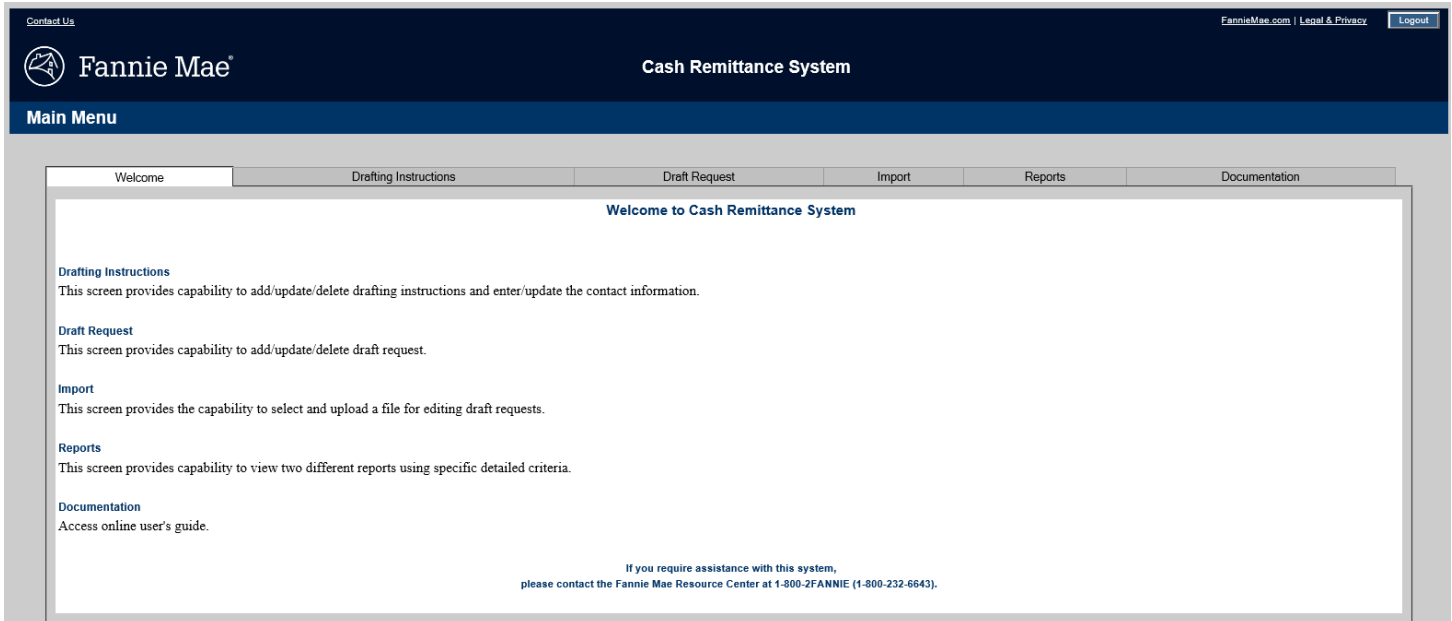 Contact Us
FannieMae.com | Legal & Privacy
Logout
Fannie Mae®
Cash Remittance System
Main Menu
Welcome
Drafting Instructions
Draft Request
Import
Reports
Documentation
Welcome to Cash Remittance System
Drafting Instructions
This screen provides capability to add/update/delete drafting instructions and enter/update the contact information.
Draft Request
This screen provides capability to add/update/delete draft request.
Import
This screen provides the capability to select and upload a file for editing draft requests.
Reports
This screen provides capability to view two different reports using specific detailed criteria.
Documentation
Access online user's guide.
If you require assistance with this system,
please contact the Fannie Mae Resource Center at 1-800-2FANNIE (1-800-232-6643).